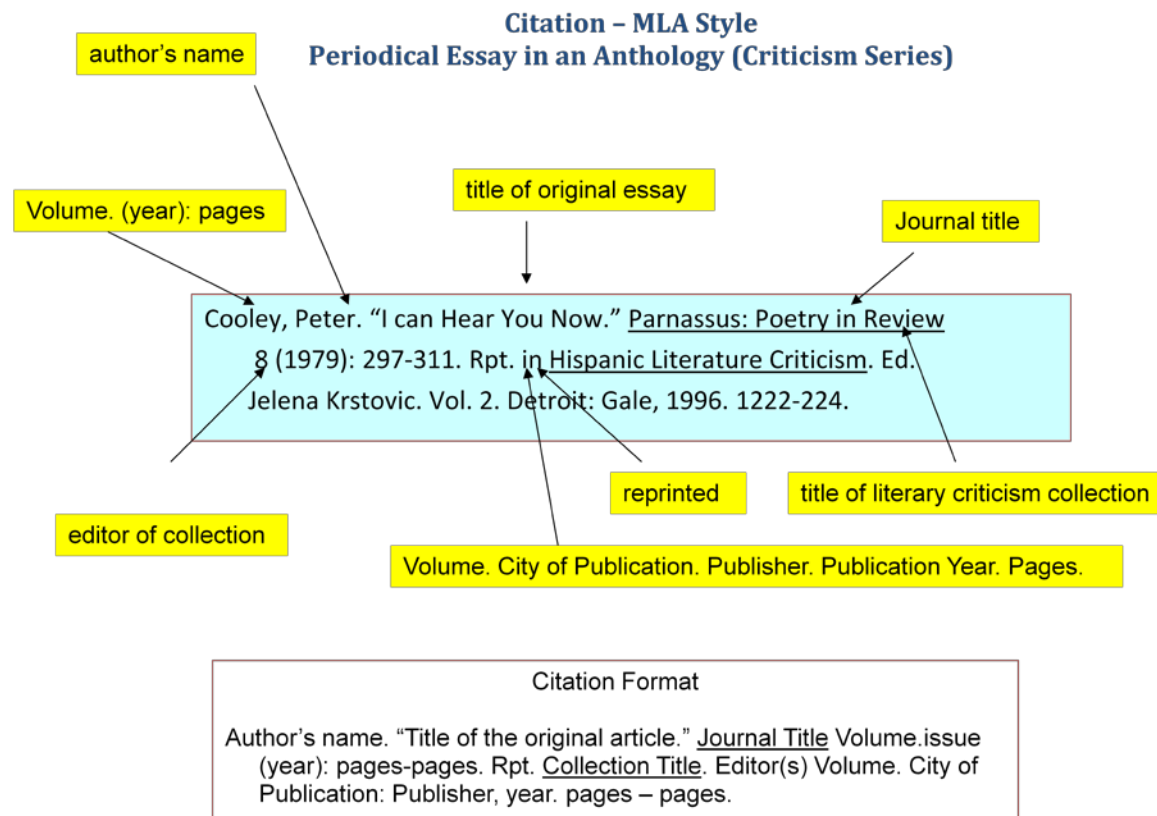 Citation – MLA Style
Periodical Essay in an Anthology (Criticism Series)
author's name
title of original essay
Volume. (year): pages
Journal title
Cooley, Peter. “I can Hear You Now.” Parnassus: Poetry in Review
8 (1979): 297-311. Rpt. in Hispanic Literature Criticism. Ed.
Jelena Krstovic. Vol. 2. Detroit: Gale, 1996. 1222-224.
reprinted
title of literary criticism collection
editor of collection
Volume. City of Publication. Publisher. Publication Year. Pages.
Citation Format
Author's name. “Title of the original article.” Journal Title Volume.issue
(year): pages-pages. Rpt. Collection Title. Editor(s) Volume. City of
Publication: Publisher, year. pages – pages.